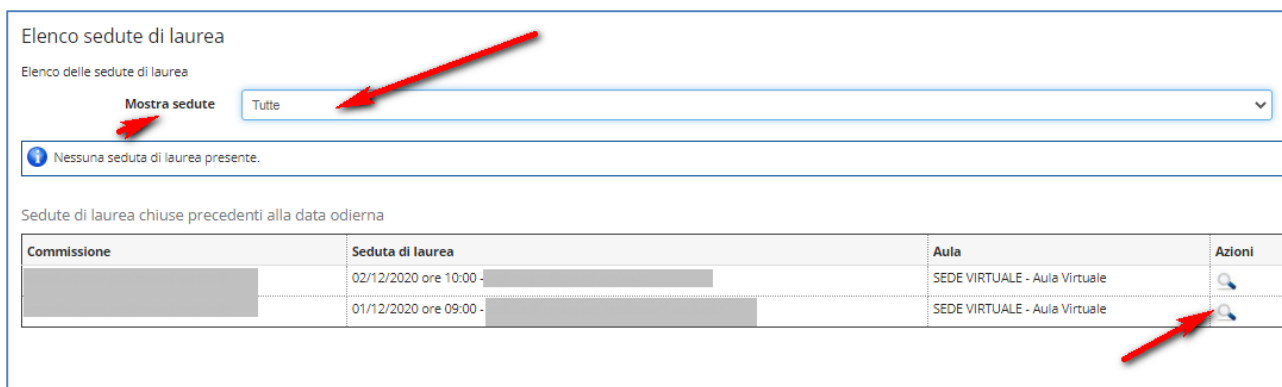 Elenco sedute di laurea
Elenco delle sedute di laurea
Mostra sedute Tutte
Nessuna seduta di laurea presente.
Sedute di laurea chiuse precedenti alla data odierna
Commissione Seduta di laurea Aula Azioni
02/12/2020 ore 10:00 - SEDE VIRTUALE - Aula Virtuale
01/12/2020 ore 09:00 - SEDE VIRTUALE - Aula Virtuale